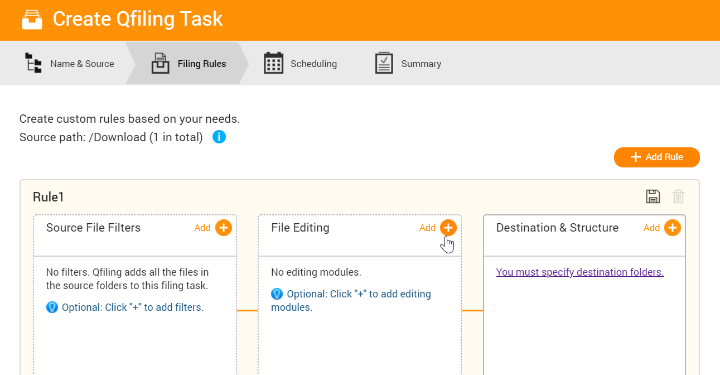 Create Qfiling Task
Name & Source
Filing Rules
Scheduling
Summary
Create custom rules based on your needs.
Source path: /Download (1 in total)
Add Rule
Rule1
Source File Filters
Add
No filters. Qfiling adds all the files in
the source folders to this filing task.
Optional: Click "+" to add filters.
File Editing
Add
No editing modules.
Optional: Click "+" to add editing
modules.
Destination & Structure
Add
You must specify destination folders.